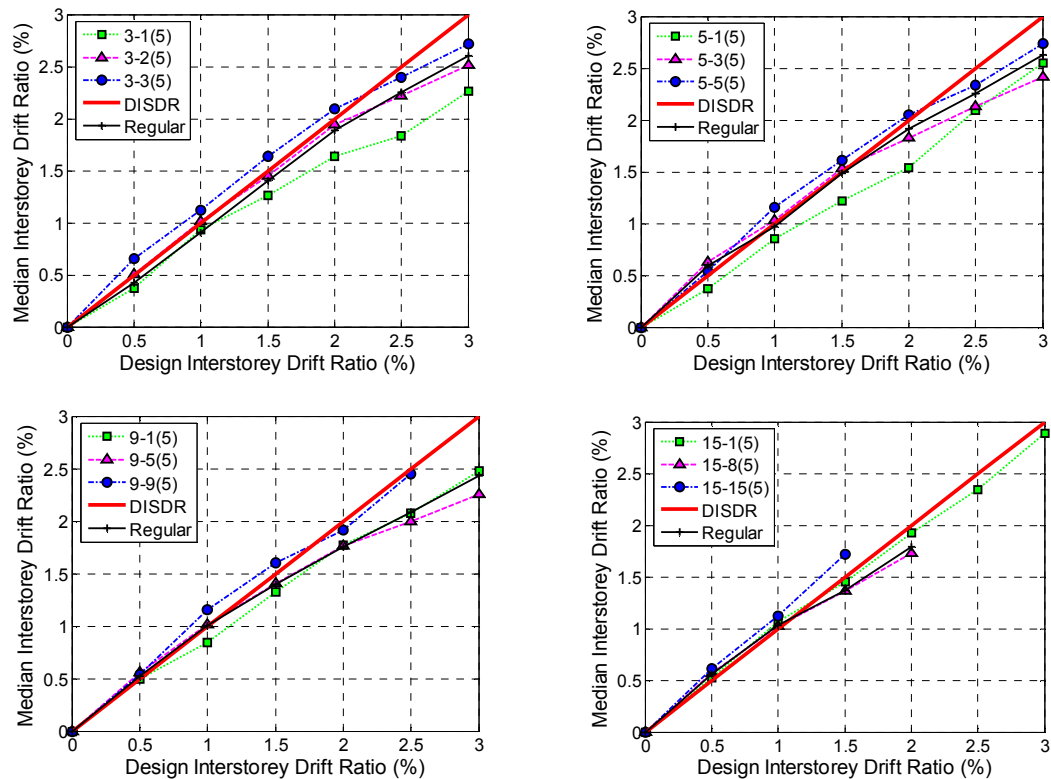 3-1(5)
3-2(5)
3-3(5)
DISDR
Regular
Median Interstorey Drift Ratio (%)
3
2.5
2
1.5
1
0.5
0
0 0.5 1 1.5 2 2.5 3
Design Interstorey Drift Ratio (%)
5-1(5)
5-3(5)
5-5(5)
DISDR
Regular
Median Interstorey Drift Ratio (%)
3
2.5
2
1.5
1
0.5
0
0 0.5 1 1.5 2 2.5 3
Design Interstorey Drift Ratio (%)
9-1(5)
9-5(5)
9-9(5)
DISDR
Regular
Median Interstorey Drift Ratio (%)
3
2.5
2
1.5
1
0.5
0
0 0.5 1 1.5 2 2.5 3
Design Interstorey Drift Ratio (%)
15-1(5)
15-8(5)
15-15(5)
DISDR
Regular
Median Interstorey Drift Ratio (%)
3
2.5
2
1.5
1
0.5
0
0 0.5 1 1.5 2 2.5 3
Design Interstorey Drift Ratio (%)